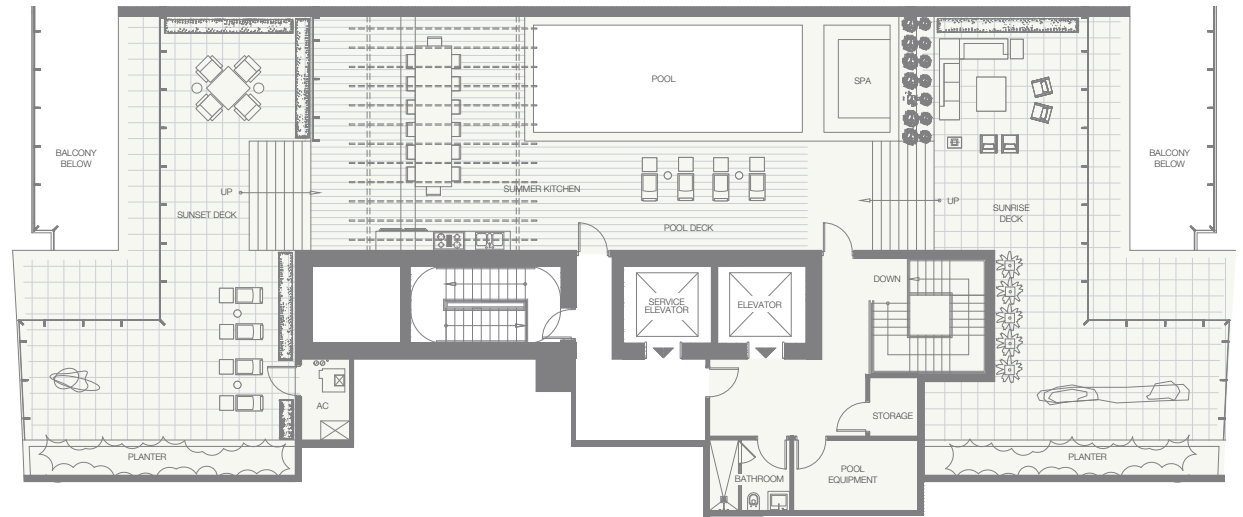 POOL
SPA
BALCONY
BELOW
BALCONY
BELOW
UP
SUMMER KITCHEN
UP
SUNSET DECK
SUNRISE
DECK
POOL DECK
DOWN
SERVICE
ELEVATOR
ELEVATOR
AC
STORAGE
PLANTER
BATHROOM
POOL
EQUIPMENT
PLANTER